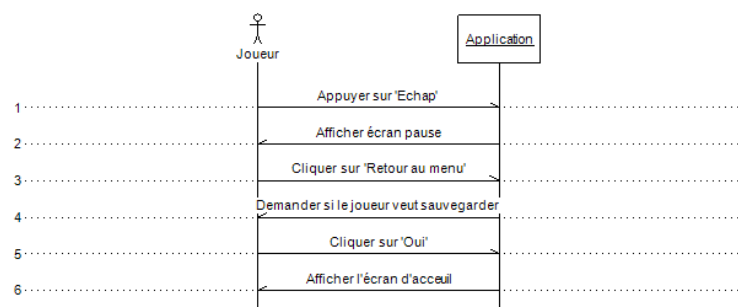 Joueur
Application
1
Appuyer sur 'Echap'
2
Afficher écran pause
3
Cliquer sur 'Retour au menu'
4
Demander si le joueur veut sauvegarder
5
Cliquer sur 'Oui'
6
Afficher l'écran d'acceuil